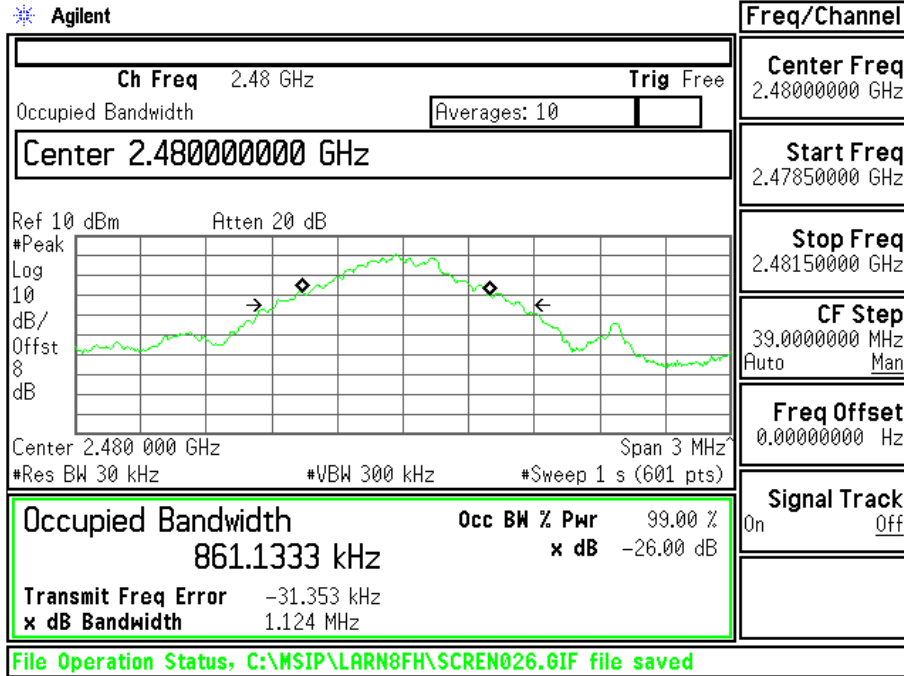 Agilent
Freq/Channel
Ch Freq 2.48 GHz Trig Free
Occupied Bandwidth Averages: 10
Center 2.480000000 GHz
Ref 10 dBm Atten 20 dB
#Peak
Log
10
dB/
Offst
8
dB
Center 2.480 000 GHz Span 3 MHz^
#Res BW 30 kHz #VBW 300 kHz #Sweep 1 s (601 pts)
Occupied Bandwidth Occ BW % Pwr 99.00 %
861.1333 kHz x dB -26.00 dB
Transmit Freq Error -31.353 kHz
x dB Bandwidth 1.124 MHz
File Operation Status, C:\MSIP\LARN8FH\SCREN026.GIF file saved
Center Freq
2.48000000 GHz
Start Freq
2.47850000 GHz
Stop Freq
2.48150000 GHz
CF Step
39.0000000 MHz
Auto Man
Freq Offset
0.00000000 Hz
Signal Track
On Off